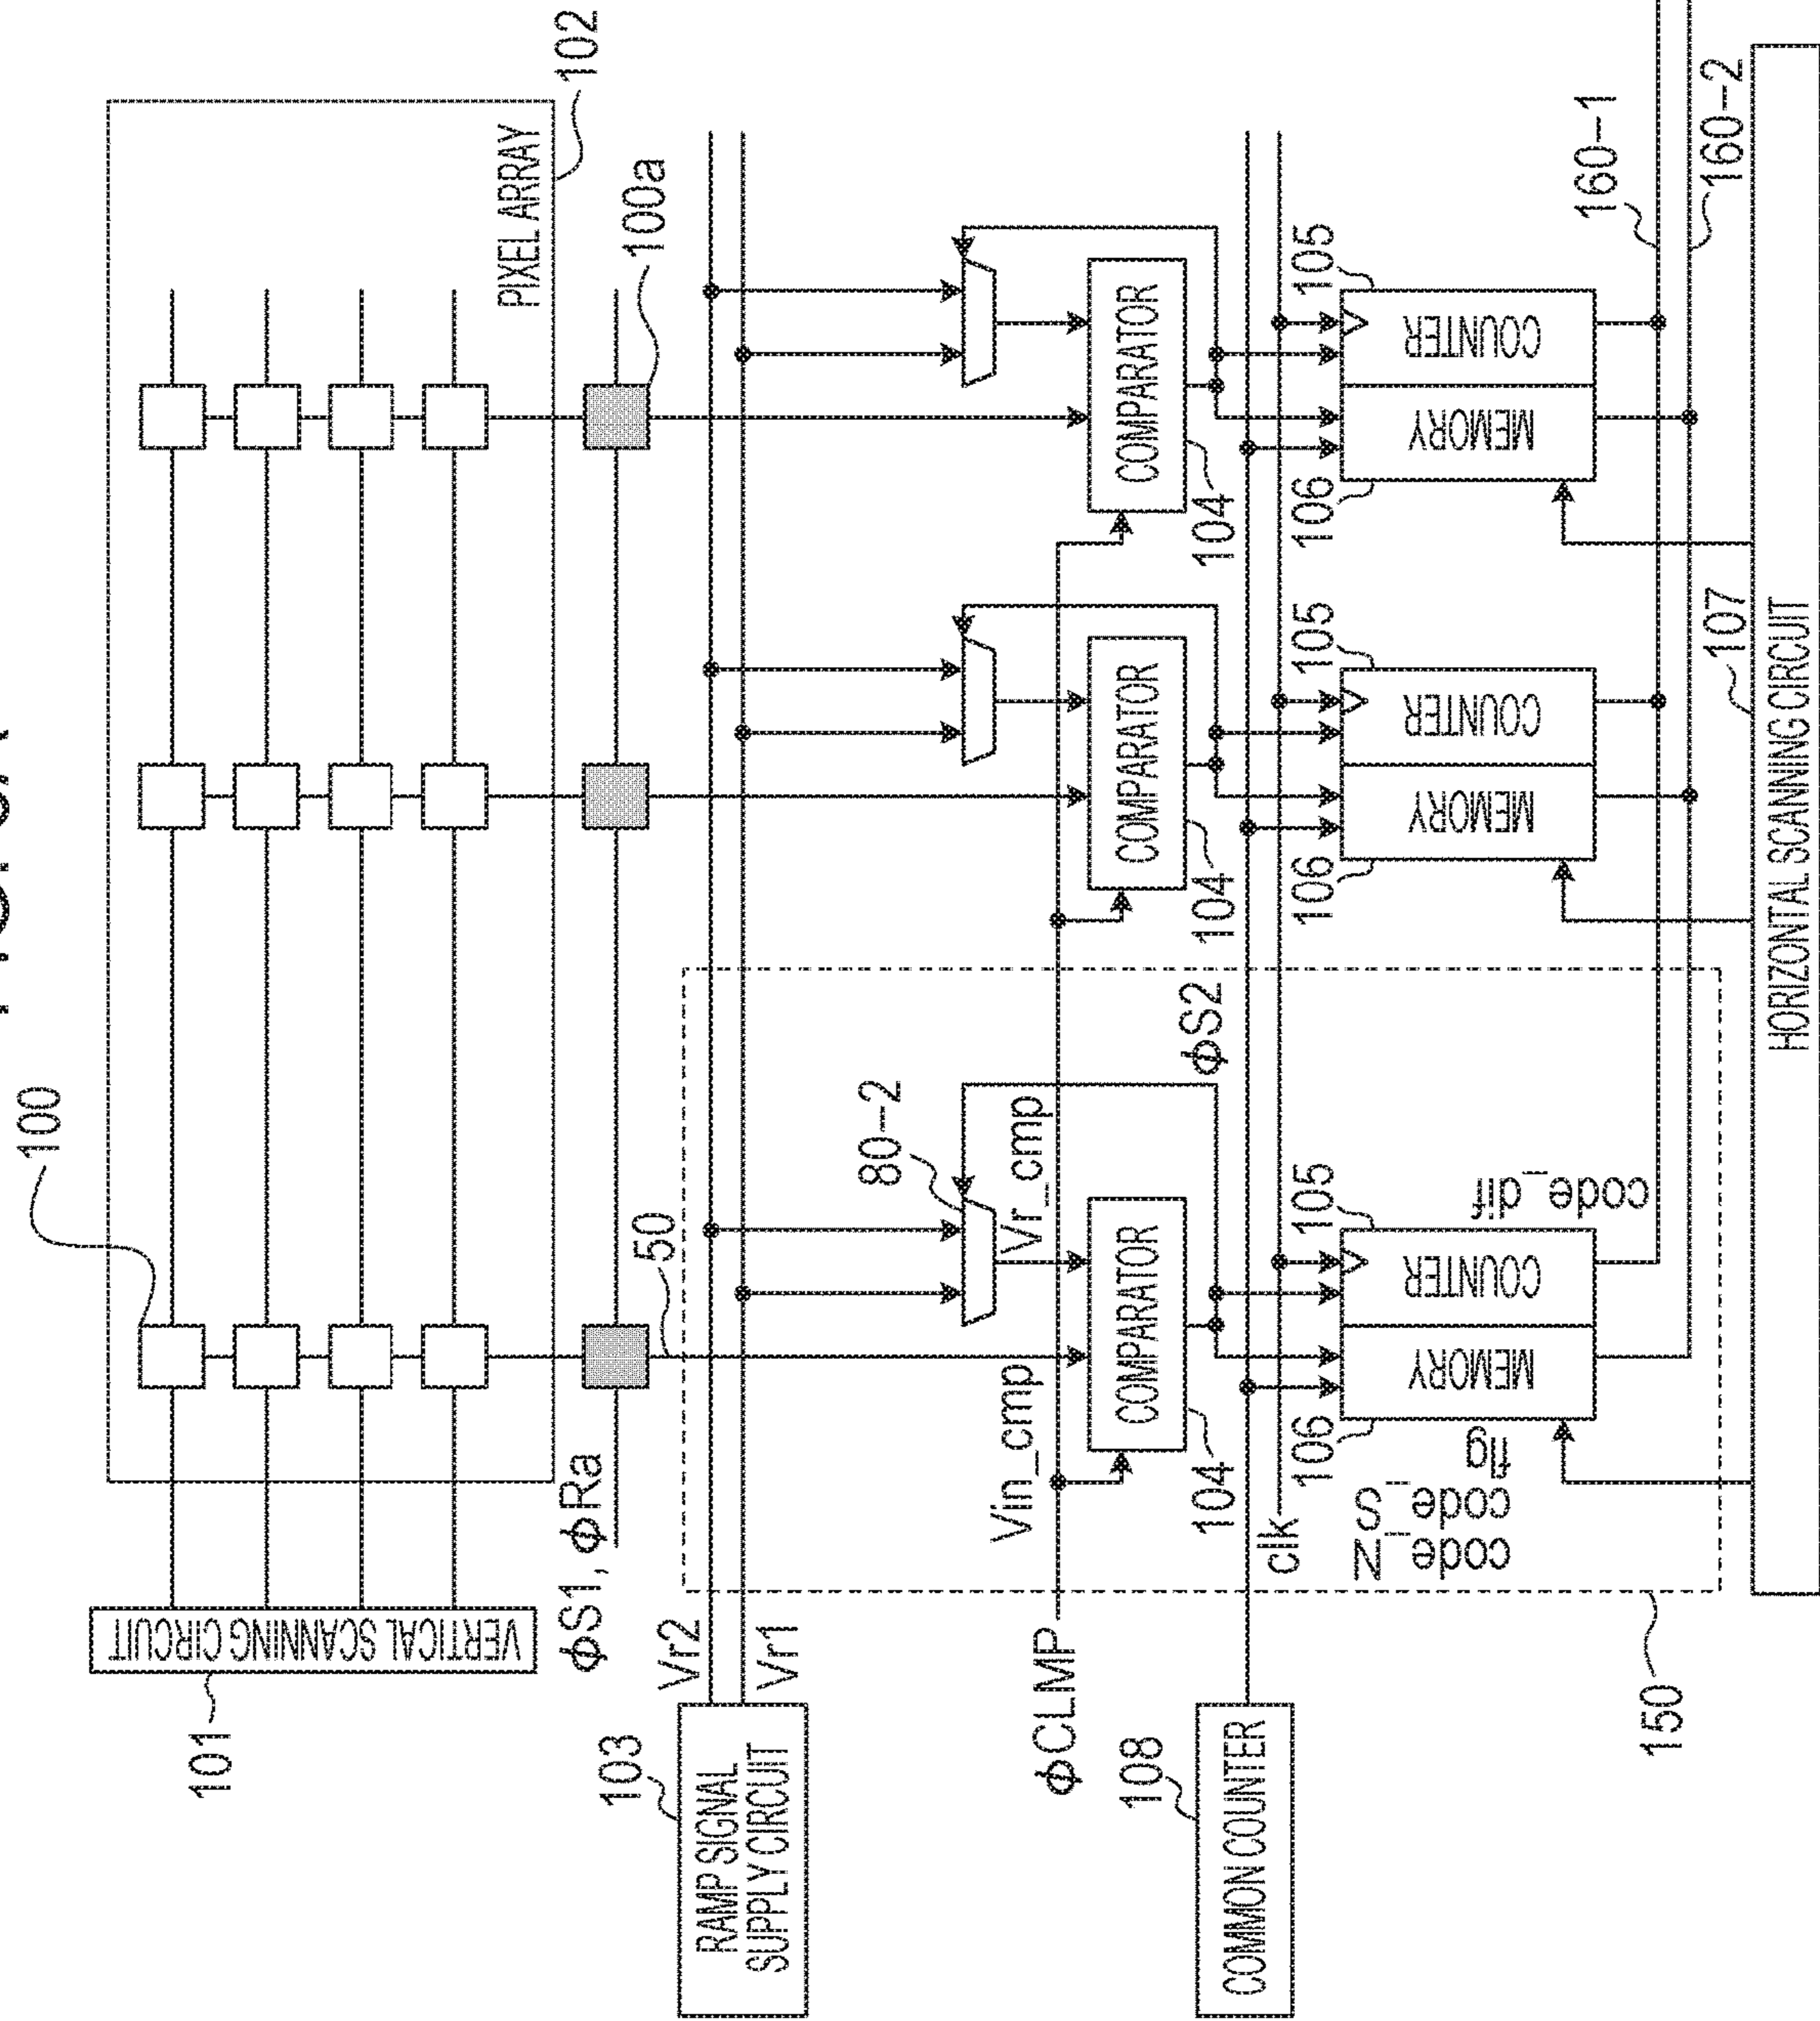 100
PIXEL ARRAY
102
VERTICAL SCANNING CIRCUIT
101
100a
ϕS1, ϕRa
50
103
RAMP SIGNAL
SUPPLY CIRCUIT
Vr2
Vr1
80-2
Vin_cmp
Vr_cmp
ϕCLMP
COMPARATOR
COMPARATOR
COMPARATOR
104
104
104
ϕS2
108
COMMON COUNTER
clk
106
105
106
105
106
105
MEMORY
COUNTER
MEMORY
COUNTER
MEMORY
COUNTER
flg
code_S
code_N
code_dif
160-1
160-2
150
107
HORIZONTAL SCANNING CIRCUIT